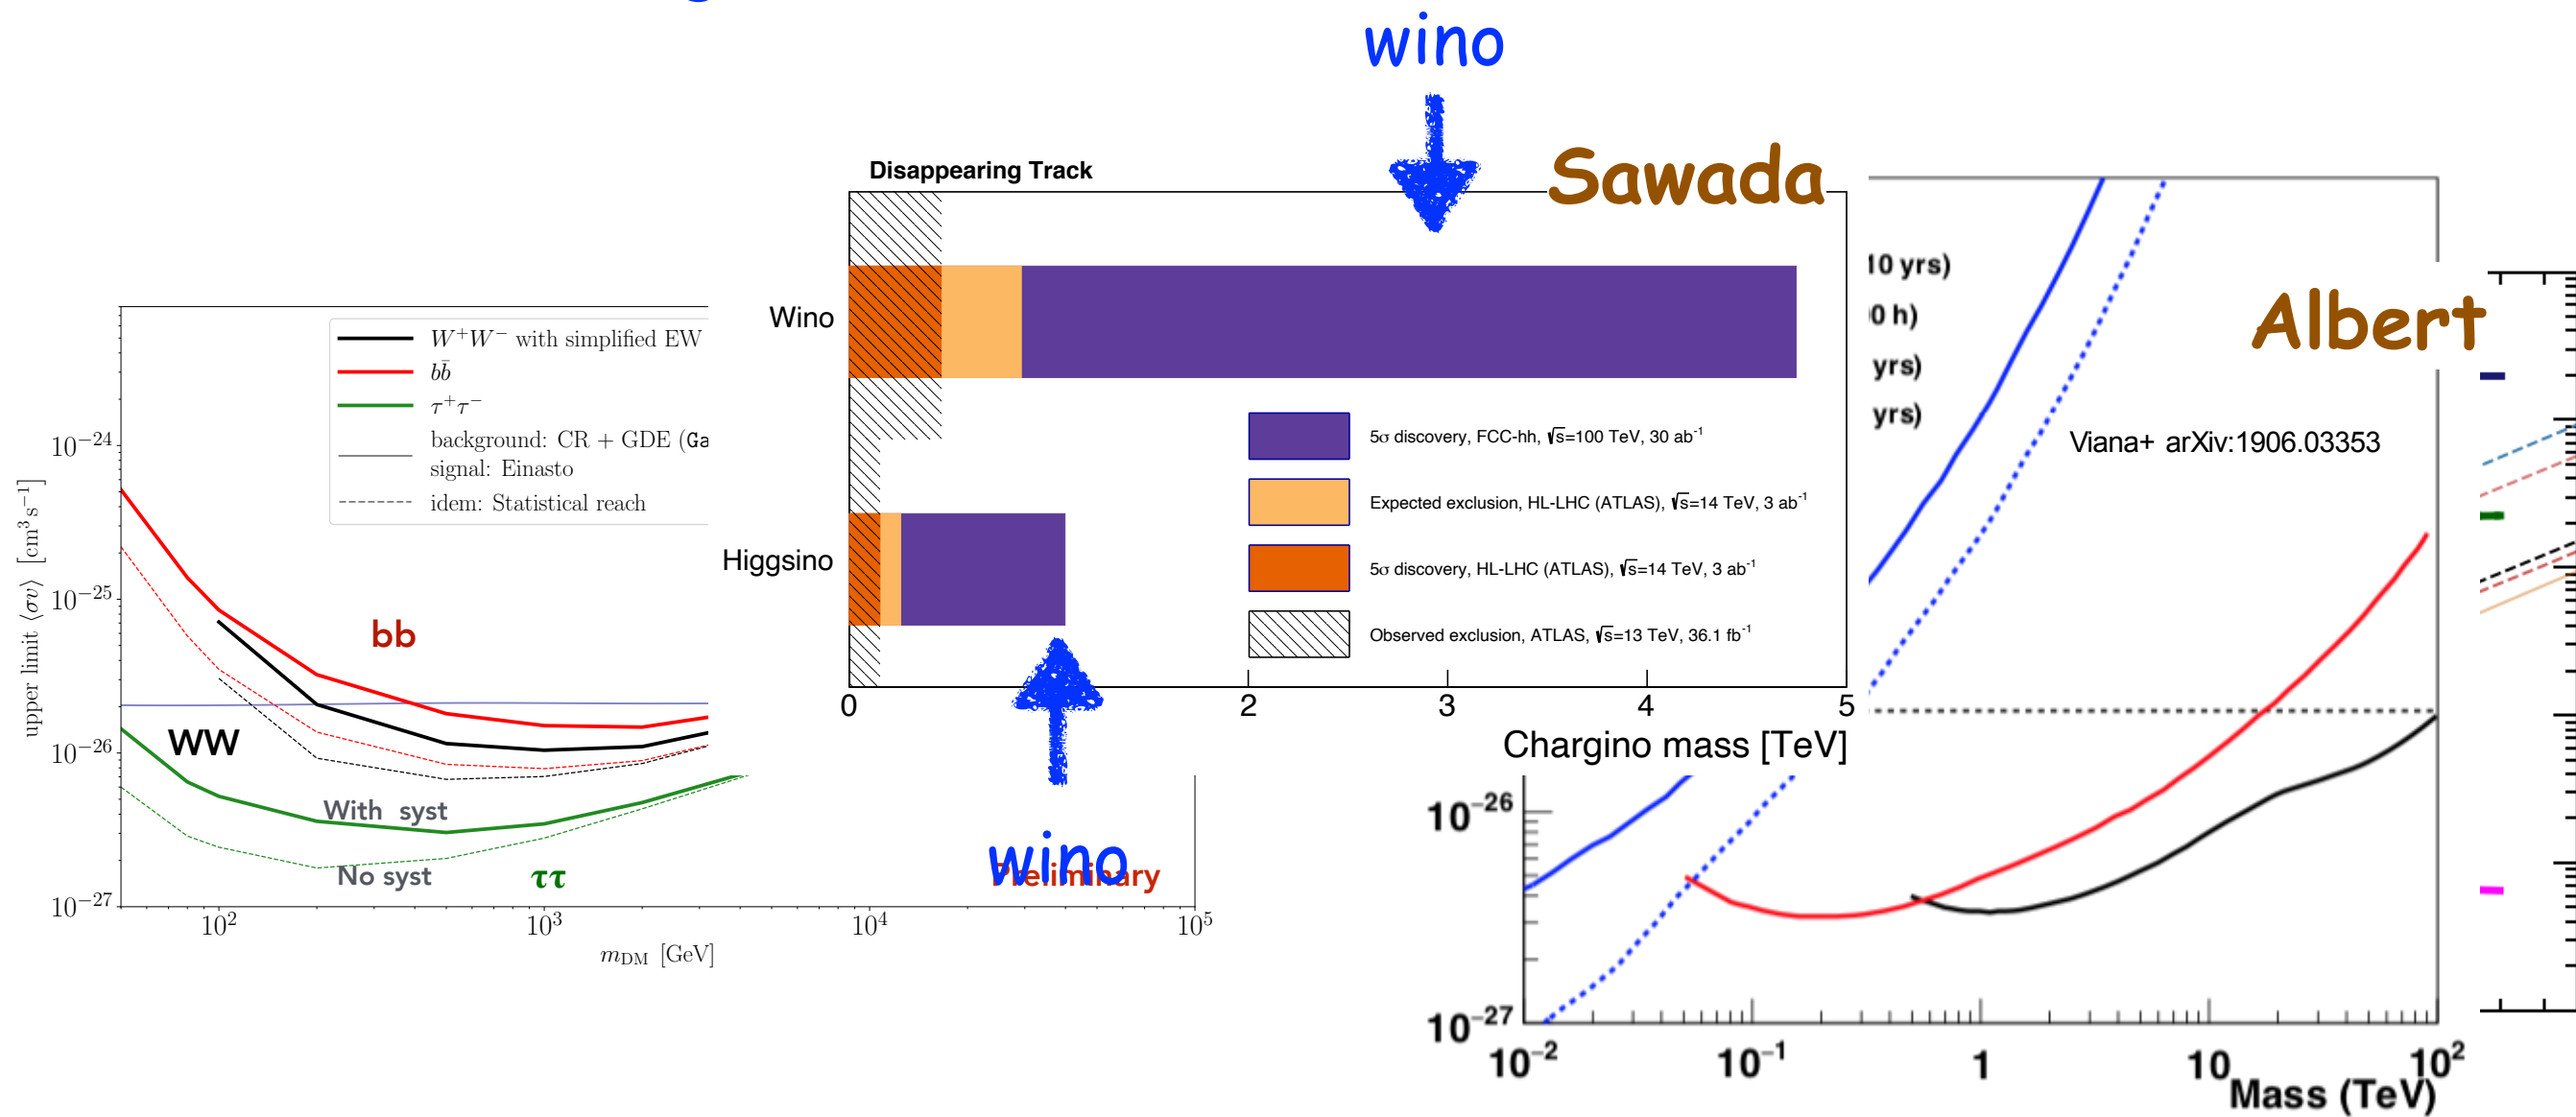 wino
Sawada
Albert
Disappearing Track
Wino
Higgsino
5σ discovery, FCC-hh, √s=100 TeV, 30 ab⁻¹
Expected exclusion, HL-LHC (ATLAS), √s=14 TeV, 3 ab⁻¹
5σ discovery, HL-LHC (ATLAS), √s=14 TeV, 3 ab⁻¹
Observed exclusion, ATLAS, √s=13 TeV, 36.1 fb⁻¹
0 2 3 4 5
Chargino mass [TeV]
wino
W⁺W⁻ with simplified EW
bb̄
τ⁺τ⁻
background: CR + GDE (Ga
signal: Einasto
idem: Statistical reach
upper limit ⟨σv⟩ [cm³ s⁻¹]
10⁻²⁴
10⁻²⁵
10⁻²⁶
10⁻²⁷
bb
WW
With syst
No syst
ττ
Preliminary
10² 10³ 10⁴ 10⁵
m_DM [GeV]
10 yrs)
0 h)
yrs)
yrs)
Viana+ arXiv:1906.03353
10⁻²⁶
10⁻²⁷
10⁻² 10⁻¹ 1 10 10²
Mass (TeV)